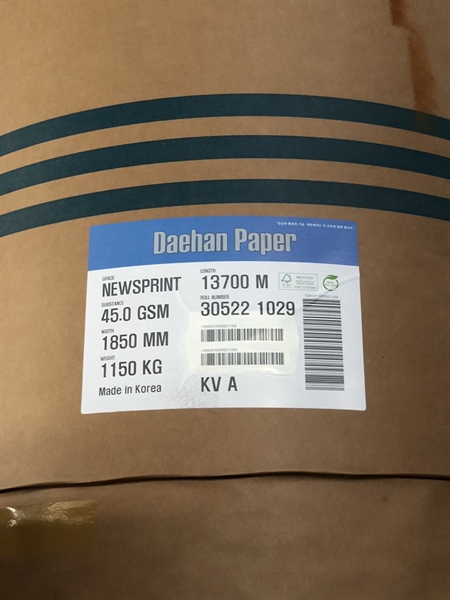 Daehan Paper
GRADE
NEWSPRINT
SUBSTANCE
45.0 GSM
WIDTH
1850 MM
WEIGHT
1150 KG
Made in Korea
LENGTH
13700 M
ROLL NUMBER
30522 1029
KV A
FSC